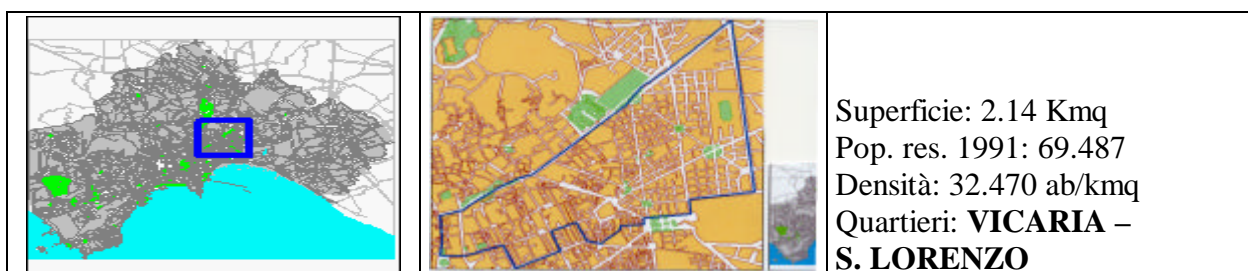 Superficie: 2.14 Kmq
Pop. res. 1991: 69.487
Densità: 32.470 ab/kmq
Quartieri: VICARIA –
S. LORENZO